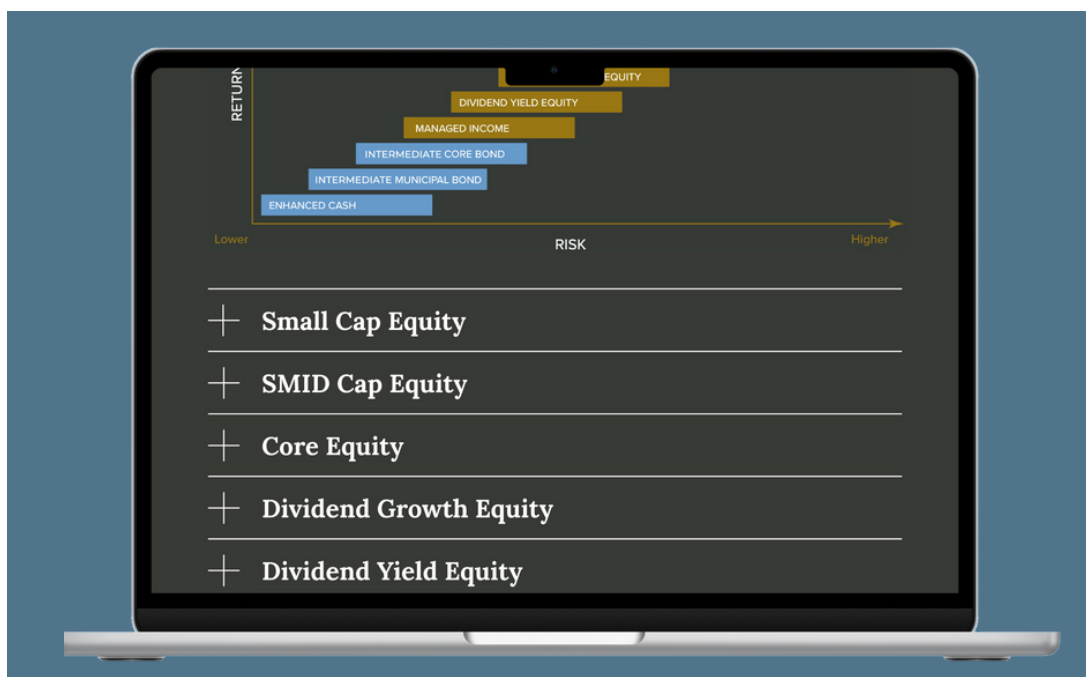 RETURN
EQUITY
DIVIDEND YIELD EQUITY
MANAGED INCOME
INTERMEDIATE CORE BOND
INTERMEDIATE MUNICIPAL BOND
ENHANCED CASH
Lower
RISK
Higher
Small Cap Equity
SMID Cap Equity
Core Equity
Dividend Growth Equity
Dividend Yield Equity